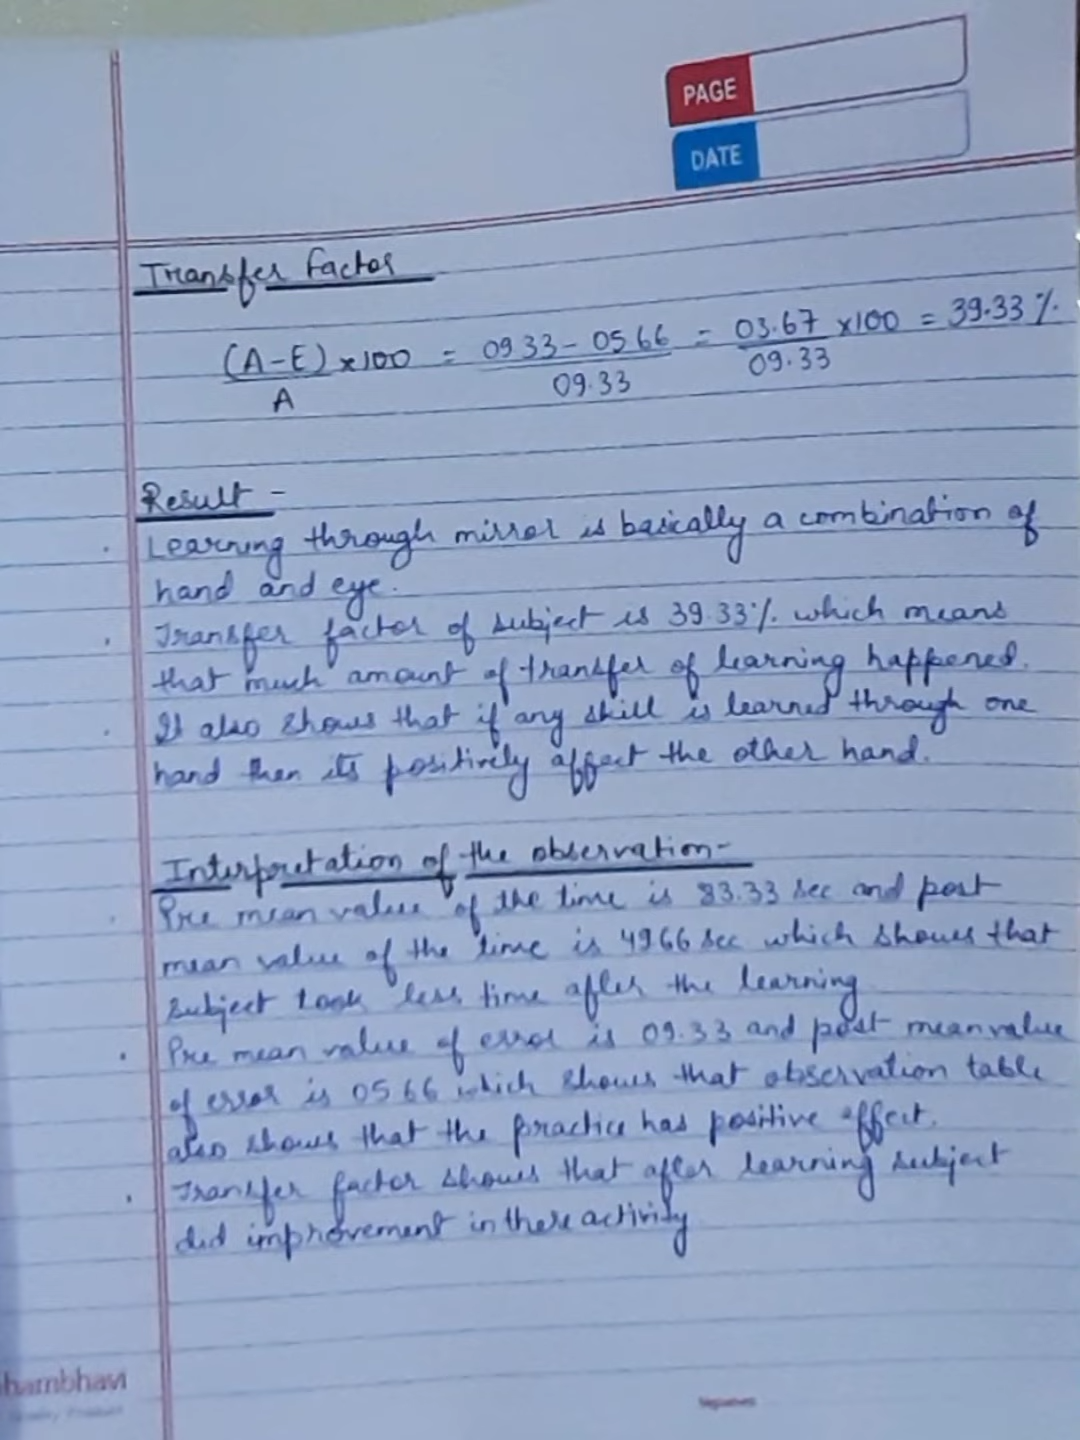 PAGE
DATE
Transfer factor
(A-E) x100 = 09 33 - 05 66 = 03.67 x100 = 39.33 %.
A 09.33 09.33
Result -
Learning through mirror is basically a combination of
hand and eye.
Transfer factor of subject is 39.33 %. which means
that much amount of transfer of learning happened.
It also shows that if any skill is learned through one
hand then its positively affect the other hand.
Interpretation of the observation-
Pre mean value of the time is 83.33 sec and post
mean value of the time is 4966 sec which shows that
subject took less time after the learning
Pre mean value of error is 09.33 and post mean value
of error is 05 66 which shows that observation table
also shows that the practice has positive effect.
Transfer factor shows that after learning subject
did improvement in there activity
hambhavi